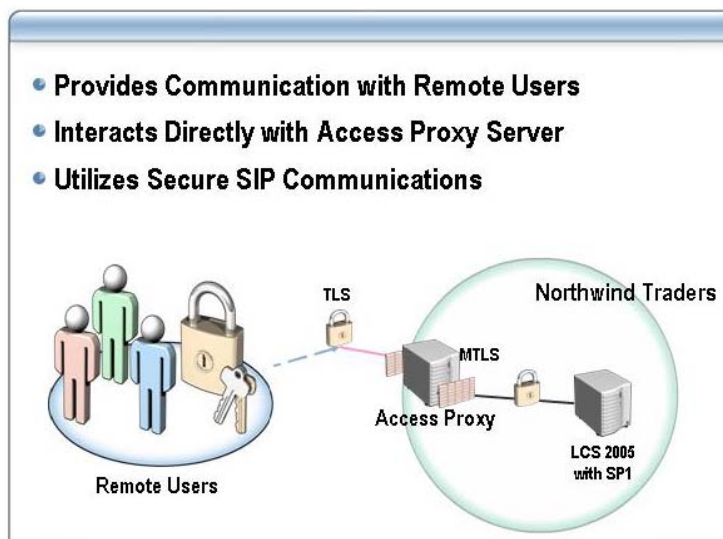 Provides Communication with Remote Users
Interacts Directly with Access Proxy Server
Utilizes Secure SIP Communications
TLS
Northwind Traders
MTLS
Access Proxy
LCS 2005
with SP1
Remote Users